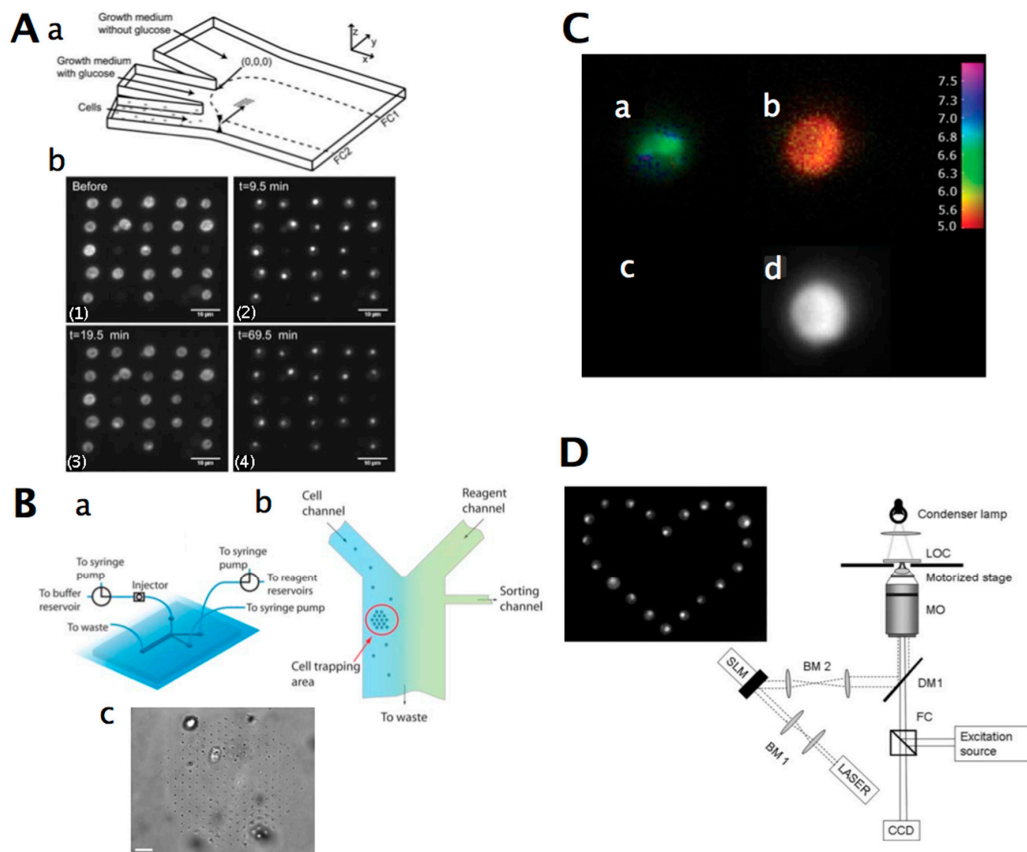 A
a
Growth medium
without glucose
Growth medium
with glucose
Cells
(0,0,0)
z
y
x
FC1
FC2
b
Before
(1)
10 µm
t=9.5 min
(2)
10 µm
t=19.5 min
(3)
10 µm
t=69.5 min
(4)
10 µm
B
a
To syringe
pump
To buffer
reservoir
Injector
To waste
To syringe
pump
To reagent
reservoirs
To syringe pump
b
Cell
channel
Reagent
channel
Sorting
channel
Cell trapping
area
To waste
c
C
a
b
c
d
7.5
7.3
7.0
6.6
6.3
6.0
5.6
5.0
D
Condenser lamp
LOC
Motorized stage
MO
SLM
BM 2
DM1
BM 1
FC
Excitation
source
LASER
CCD